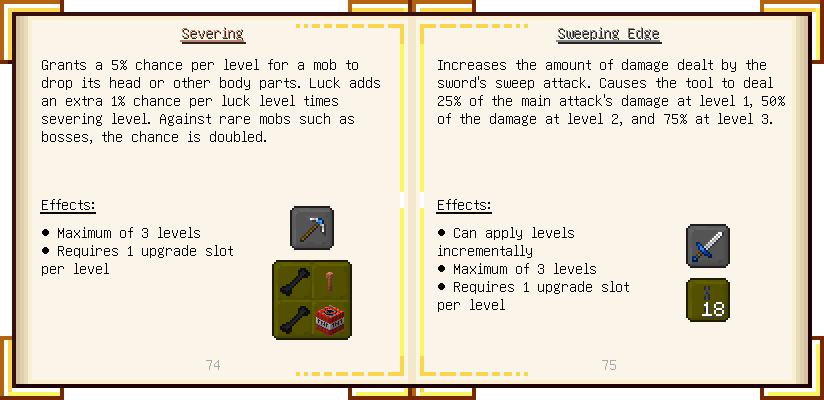 Severing
Grants a 5% chance per level for a mob to
drop its head or other body parts. Luck adds
an extra 1% chance per luck level times
severing level. Against rare mobs such as
bosses, the chance is doubled.
Effects:
● Maximum of 3 levels
● Requires 1 upgrade slot
per level
74
Sweeping Edge
Increases the amount of damage dealt by the
sword's sweep attack. Causes the tool to deal
25% of the main attack's damage at level 1, 50%
of the damage at level 2, and 75% at level 3.
Effects:
● Can apply levels
incrementally
● Maximum of 3 levels
● Requires 1 upgrade slot
per level
18
75